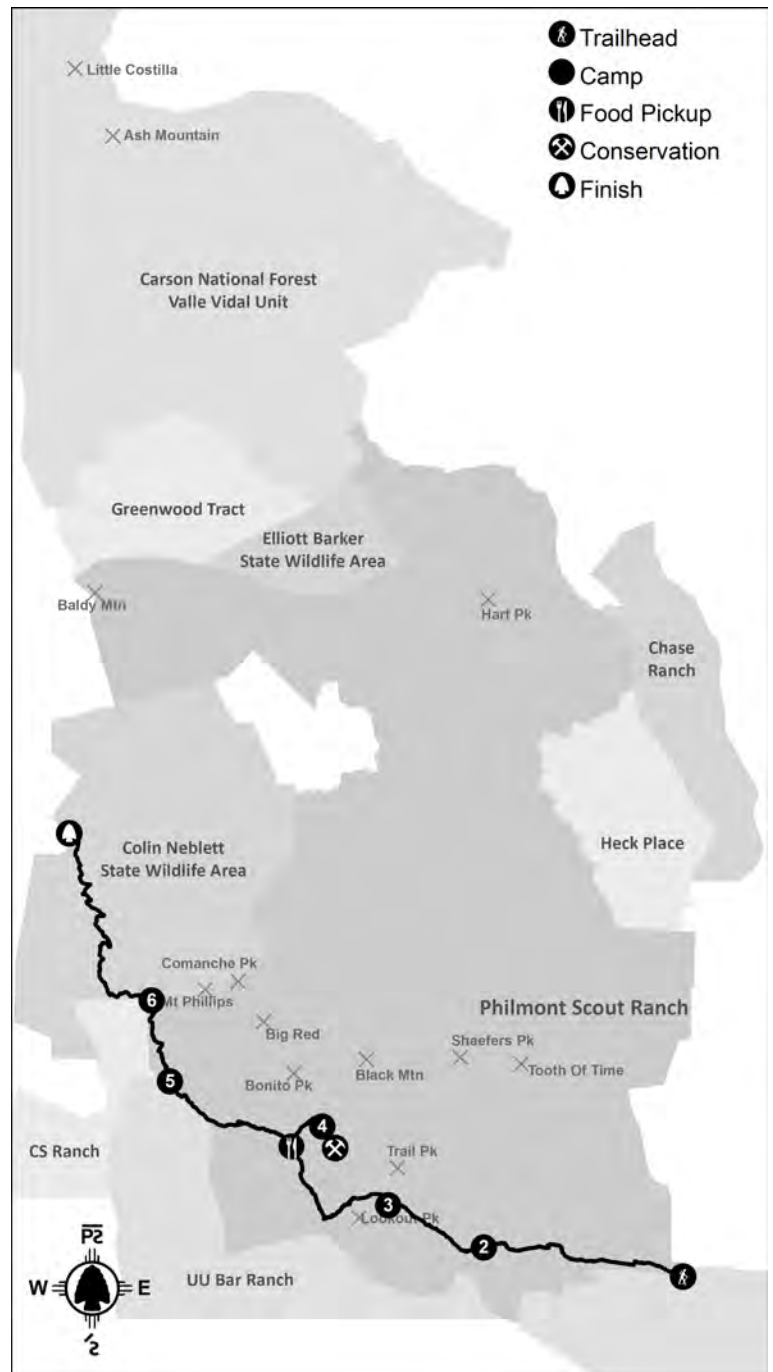 Trailhead
Camp
Food Pickup
Conservation
Finish
Little Costilla
Ash Mountain
Carson National Forest
Valle Vidal Unit
Greenwood Tract
Elliott Barker
State Wildlife Area
Baldy Mtn
Hart Pk
Chase
Ranch
Heck Place
Colin Neblett
State Wildlife Area
Comanche Pk
6
Mt Phillips
Philmont Scout Ranch
Big Red
Shaefers Pk
Black Mtn
Tooth Of Time
Bonito Pk
5
4
CS Ranch
Trail Pk
3
Lookout Pk
2
UU Bar Ranch
W
E